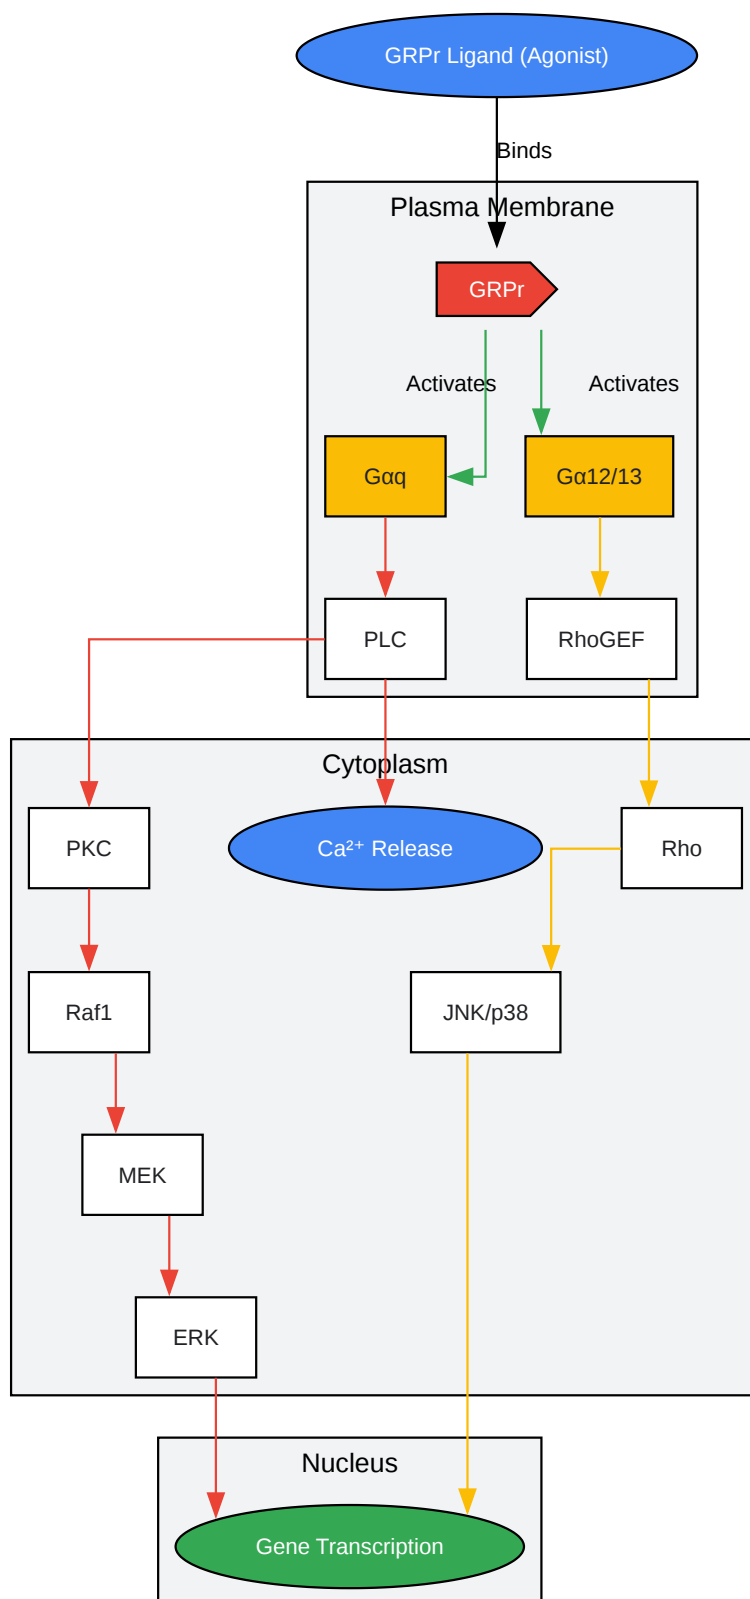 GRPr Ligand (Agonist)
Binds
Plasma Membrane
GRPr
Activates
Activates
Gαq
Gα12/13
PLC
RhoGEF
Cytoplasm
PKC
Ca²⁺ Release
Rho
Raf1
JNK/p38
MEK
ERK
Nucleus
Gene Transcription